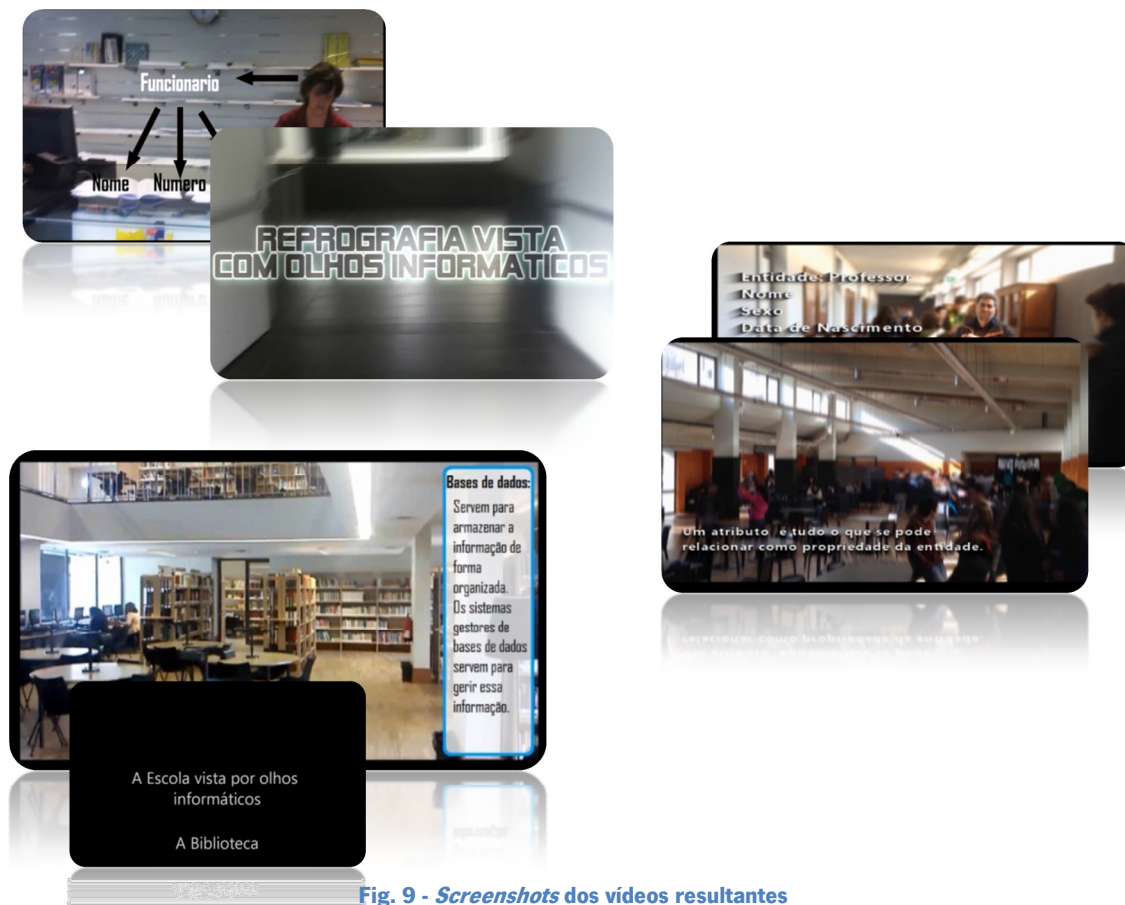 Funcionario
Nome Numero
REPROGRAFIA VISTA
COM OLHOS INFORMATICOS
Entidade: Professor
Nome
Sexo
Data de Nascimento
Um atributo é tudo o que se pode
relacionar como propriedade da entidade.
Bases de dados:
Servem para
armazenar a
informação de
forma
organizada.
Os sistemas
gestores de
bases de dados
servem para
gerir essa
informação.
A Escola vista por olhos
informáticos
A Biblioteca
Fig. 9 - Screenshots dos vídeos resultantes